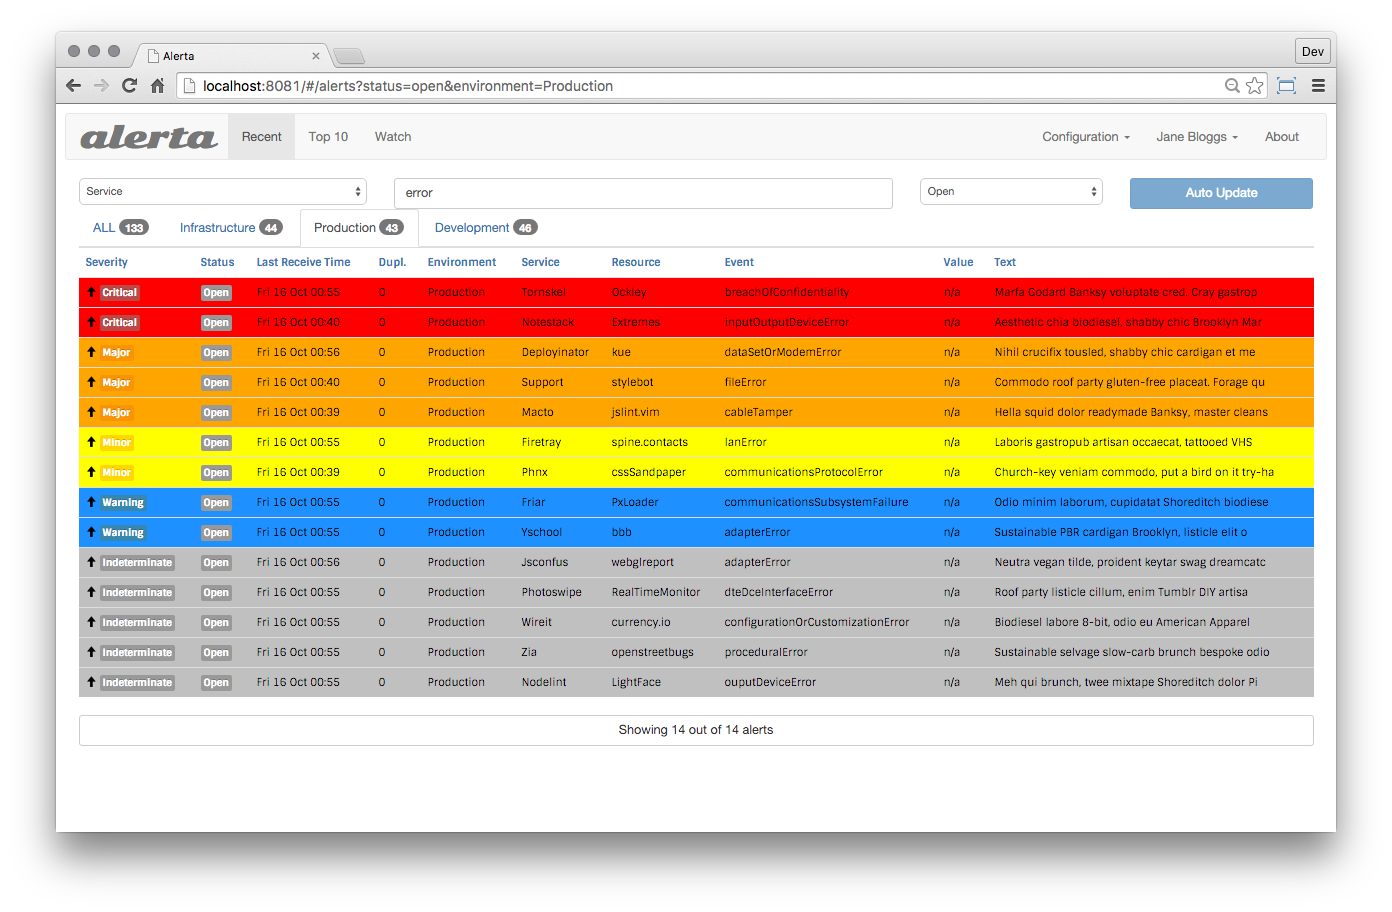 Alerta
Dev
localhost:8081/#/alerts?status=open&environment=Production
alerta Recent Top 10 Watch Configuration Jane Bloggs About
Service error Open Auto Update
ALL 133 Infrastructure 44 Production 43 Development 46
Severity Status Last Receive Time Dupl. Environment Service Resource Event Value Text
Critical Open Fri 16 Oct 00:55 0 Production Tornskel Ockley breachOfConfidentiality n/a Marfa Godard Banksy voluptate cred. Cray gastrop
Critical Open Fri 16 Oct 00:40 0 Production Notestack Extremes inputOutputDeviceError n/a Aesthetic chia biodiesel, shabby chic Brooklyn Mar
Major Open Fri 16 Oct 00:56 0 Production Deployinator kue dataSetOrModemError n/a Nihil crucifix tousled, shabby chic cardigan et me
Major Open Fri 16 Oct 00:40 0 Production Support stylebot fileError n/a Commodo roof party gluten-free placeat. Forage qu
Major Open Fri 16 Oct 00:39 0 Production Macto jslint.vim cableTamper n/a Hella squid dolor readymade Banksy, master cleans
Minor Open Fri 16 Oct 00:55 0 Production Firetray spine.contacts lanError n/a Laboris gastropub artisan occaecat, tattooed VHS
Minor Open Fri 16 Oct 00:39 0 Production Phnx cssSandpaper communicationsProtocolError n/a Church-key veniam commodo, put a bird on it try-ha
Warning Open Fri 16 Oct 00:55 0 Production Friar PxLoader communicationsSubsystemFailure n/a Odio minim laborum, cupidatat Shoreditch biodiese
Warning Open Fri 16 Oct 00:55 0 Production Yschool bbb adapterError n/a Sustainable PBR cardigan Brooklyn, listicle elit o
Indeterminate Open Fri 16 Oct 00:56 0 Production Jsconfus webglreport adapterError n/a Neutra vegan tilde, proident keytar swag dreamcatc
Indeterminate Open Fri 16 Oct 00:55 0 Production Photoswipe RealTimeMonitor dteDceInterfaceError n/a Roof party listicle cillum, enim Tumblr DIY artisa
Indeterminate Open Fri 16 Oct 00:55 0 Production Wireit currency.io configurationOrCustomizationError n/a Biodiesel labore 8-bit, odio eu American Apparel
Indeterminate Open Fri 16 Oct 00:55 0 Production Zia openstreetbugs proceduralError n/a Sustainable selvage slow-carb brunch bespoke odio
Indeterminate Open Fri 16 Oct 00:55 0 Production Nodelint LightFace ouputDeviceError n/a Meh qui brunch, twee mixtape Shoreditch dolor Pi
Showing 14 out of 14 alerts